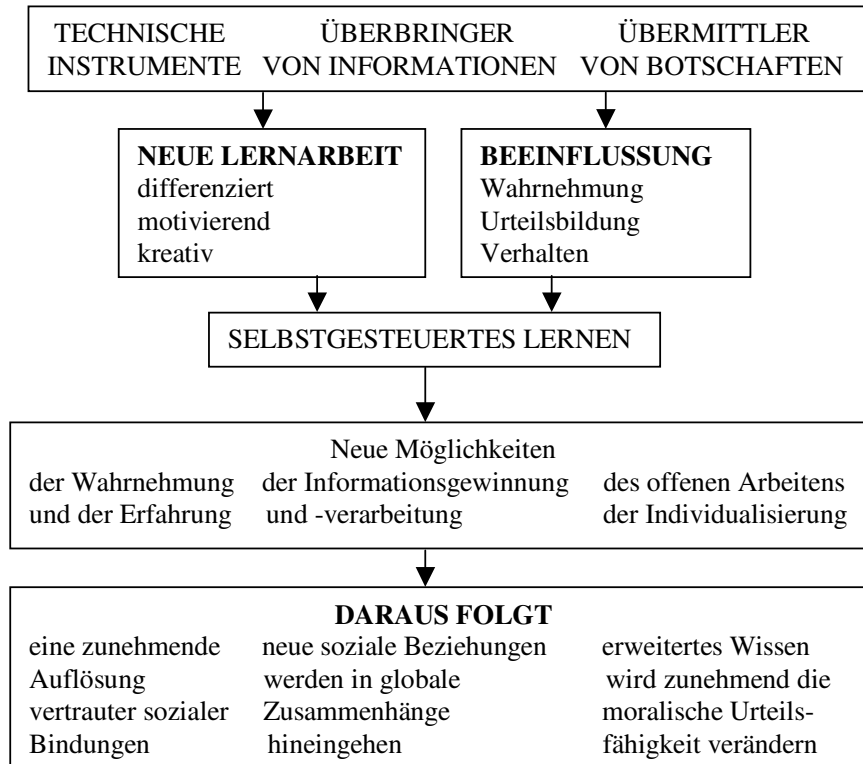 TECHNISCHE ÜBERBRINGER ÜBERMITTLER
INSTRUMENTE VON INFORMATIONEN VON BOTSCHAFTEN
NEUE LERNARBEIT
differenziert
motivierend
kreativ
BEEINFLUSSUNG
Wahrnehmung
Urteilsbildung
Verhalten
SELBSTGESTEUERTES LERNEN
Neue Möglichkeiten
der Wahrnehmung der Informationsgewinnung des offenen Arbeitens
und der Erfahrung und -verarbeitung der Individualisierung
DARAUS FOLGT
eine zunehmende neue soziale Beziehungen erweitertes Wissen
Auflösung werden in globale wird zunehmend die
vertrauter sozialer Zusammenhänge moralische Urteils-
Bindungen hineingehen fähigkeit verändern